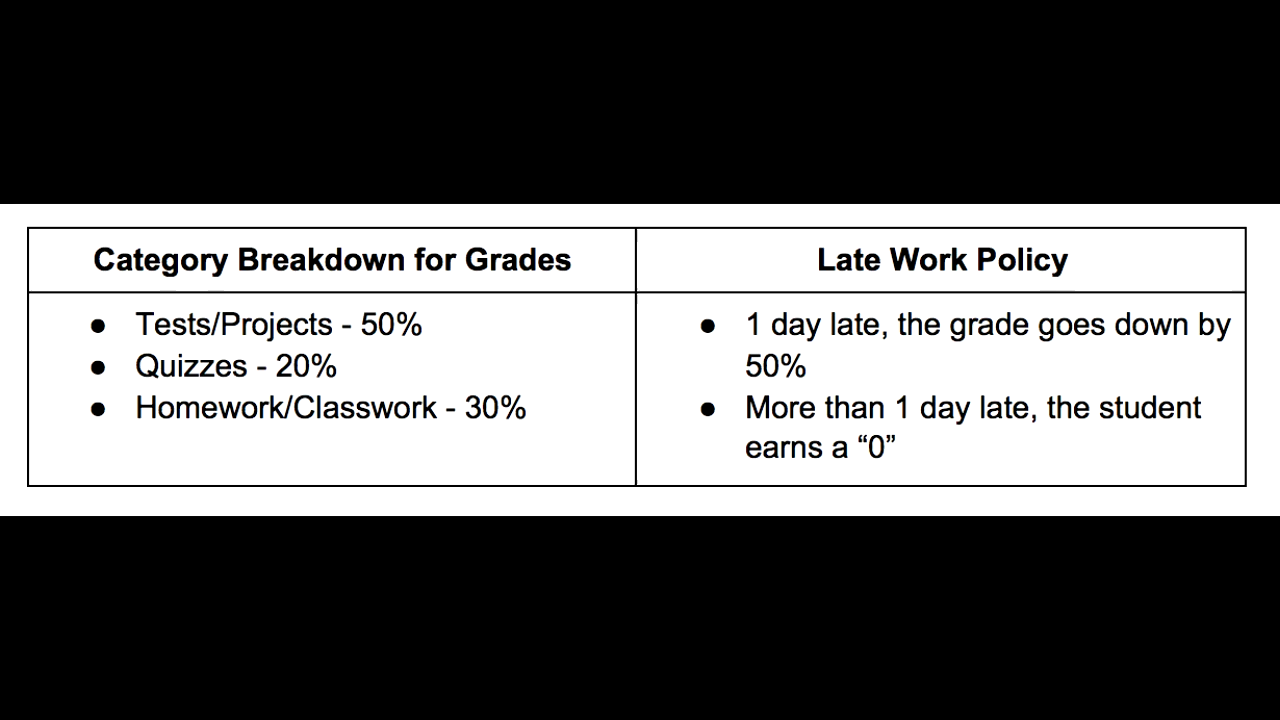 Category Breakdown for Grades
● Tests/Projects - 50%
● Quizzes - 20%
● Homework/Classwork - 30%
Late Work Policy
● 1 day late, the grade goes down by
50%
● More than 1 day late, the student
earns a “0”